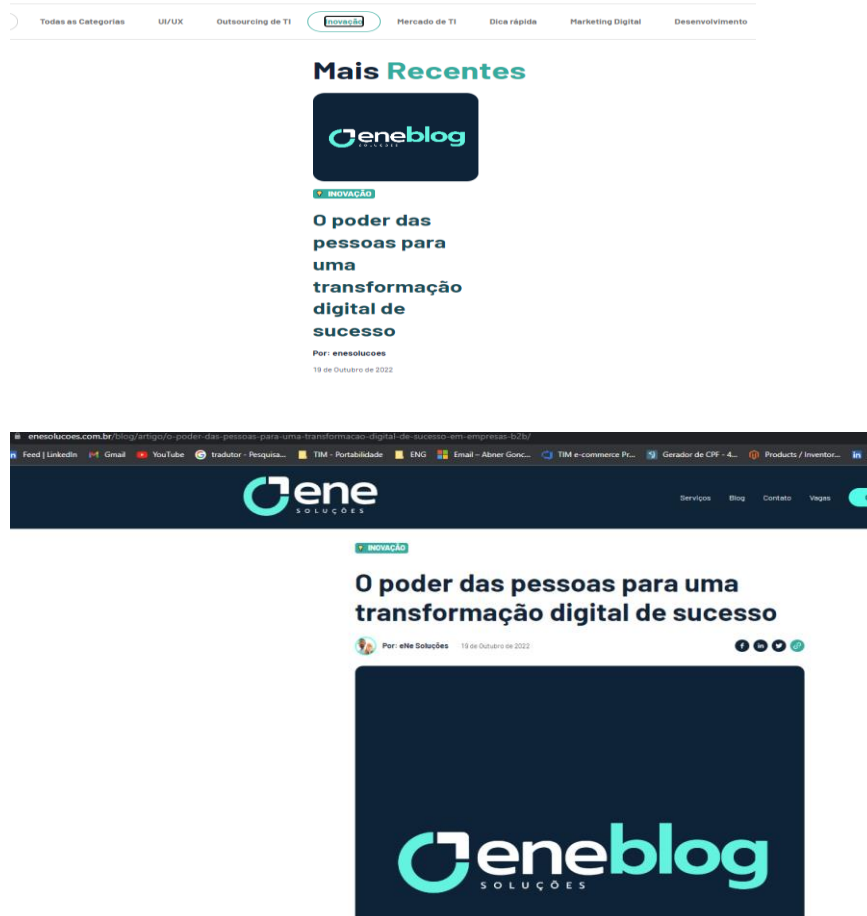 Todas as Categorias UI/UX Outsourcing de TI Inovação Mercado de TI Dica rápida Marketing Digital Desenvolvimento
Mais Recentes
eneblog
SOLUÇÕES
INOVAÇÃO
O poder das
pessoas para
uma
transformação
digital de
sucesso
Por: enesolucoes
19 de Outubro de 2022
enesolucoes.com.br/blog/artigo/o-poder-das-pessoas-para-uma-transformacao-digital-de-sucesso-em-empresas-b2b/
Feed | LinkedIn Gmail YouTube tradutor - Pesquisa... TIM - Portabilidade ENG Email – Abner Gonc... TIM e-commerce Pr... Gerador de CPF - 4... Products / Inventor...
ene
SOLUÇÕES
Serviços Blog Contato Vagas
INOVAÇÃO
O poder das pessoas para uma
transformação digital de sucesso
Por: eNe Soluções 19 de Outubro de 2022
eneblog
SOLUÇÕES